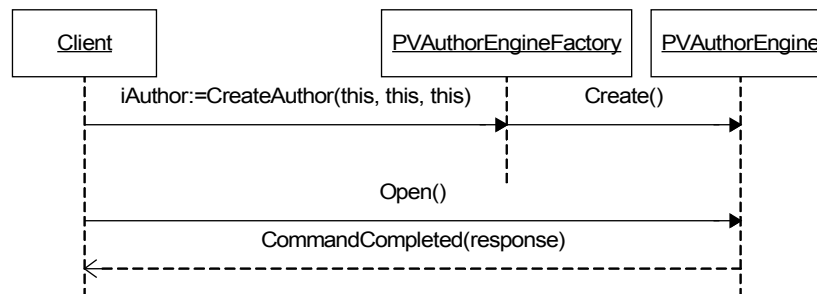 Client
PVAuthorEngineFactory
PVAuthorEngine
iAuthor:=CreateAuthor(this, this, this)
Create()
Open()
CommandCompleted(response)